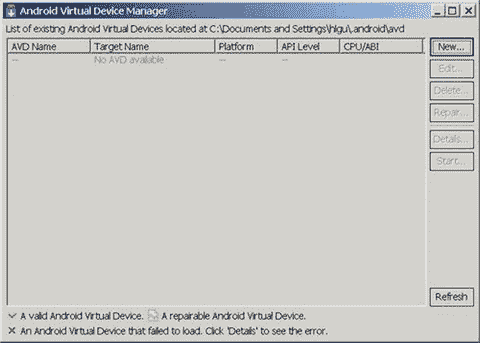 Android Virtual Device Manager
List of existing Android Virtual Devices located at C:\Documents and Settings\hlgu\.android\avd
AVD Name Target Name Platform API Level CPU/ABI
-- No AVD available -- --
New...
Edit...
Delete...
Repair...
Details...
Start...
Refresh
A valid Android Virtual Device. A repairable Android Virtual Device.
An Android Virtual Device that failed to load. Click 'Details' to see the error.